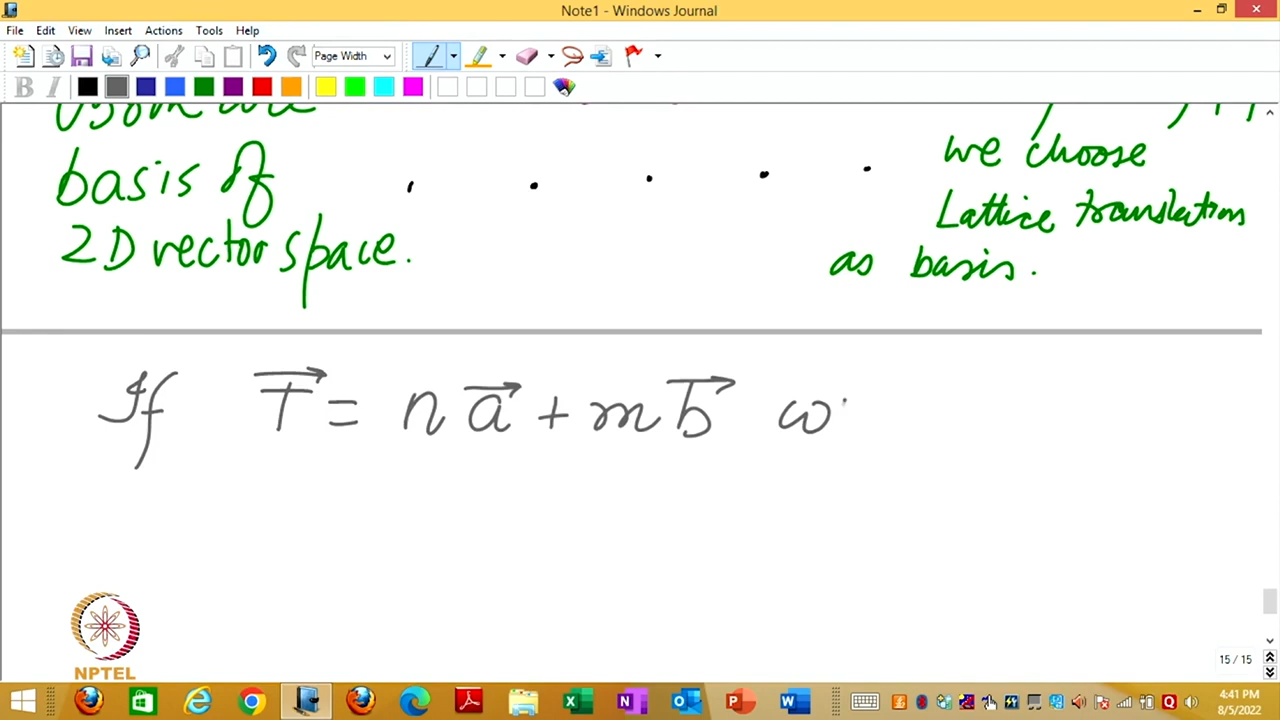 Note1 - Windows Journal
File Edit View Insert Actions Tools Help
Page Width
B I
we choose
basis of
Lattice translation
2D vector space.
as basis.
If T = n a + m b w
NPTEL
15 / 15
4:41 PM
8/5/2022